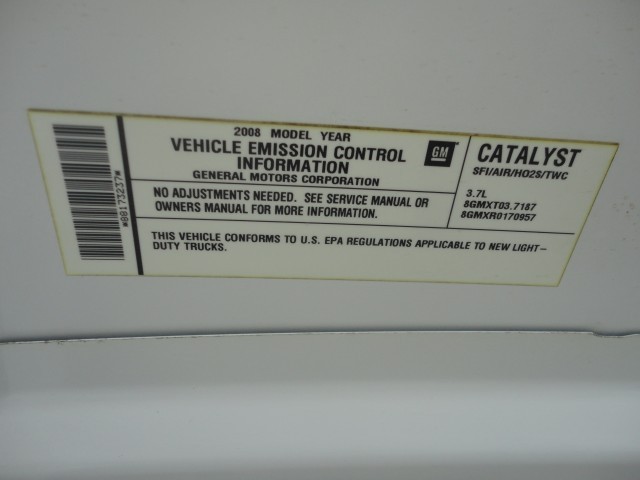 *88173237*
2008 MODEL YEAR
VEHICLE EMISSION CONTROL
INFORMATION
GENERAL MOTORS CORPORATION
GM
NO ADJUSTMENTS NEEDED. SEE SERVICE MANUAL OR
OWNERS MANUAL FOR MORE INFORMATION.
THIS VEHICLE CONFORMS TO U.S. EPA REGULATIONS APPLICABLE TO NEW LIGHT-
DUTY TRUCKS.
CATALYST
SFI/AIR/HO2S/TWC
3.7L
8GMXT03.7187
8GMXR0170957